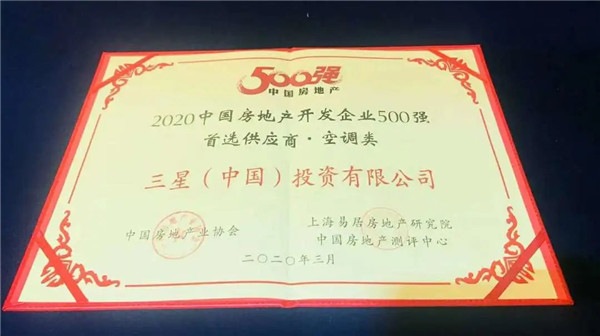 500强
中国房地产
2020中国房地产开发企业500强
首选供应商·空调类
三星（中国）投资有限公司
中国房地产业协会
上海易居房地产研究院
中国房地产测评中心
二〇二〇年三月